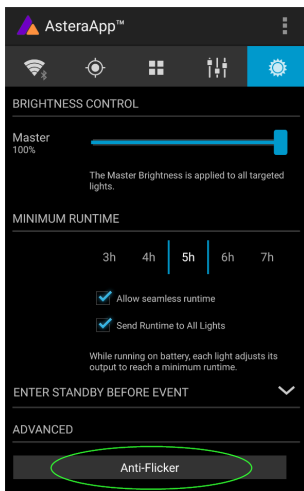 AsteraApp™
BRIGHTNESS CONTROL
Master
100%
The Master Brightness is applied to all targeted
lights.
MINIMUM RUNTIME
3h 4h 5h 6h 7h
Allow seamless runtime
Send Runtime to All Lights
While running on battery, each light adjusts its
output to reach a minimum runtime.
ENTER STANDBY BEFORE EVENT
ADVANCED
Anti-Flicker